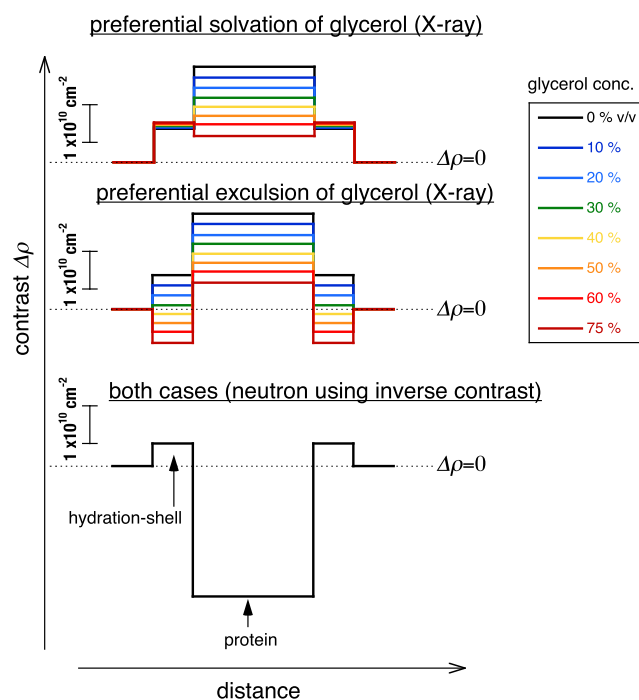 preferential solvation of glycerol (X-ray)
1 x10¹⁰ cm⁻²
Δρ=0
preferential exculsion of glycerol (X-ray)
1 x10¹⁰ cm⁻²
Δρ=0
both cases (neutron using inverse contrast)
1 x10¹⁰ cm⁻²
Δρ=0
hydration-shell
protein
contrast Δρ
distance
glycerol conc.
0 % v/v
10 %
20 %
30 %
40 %
50 %
60 %
75 %